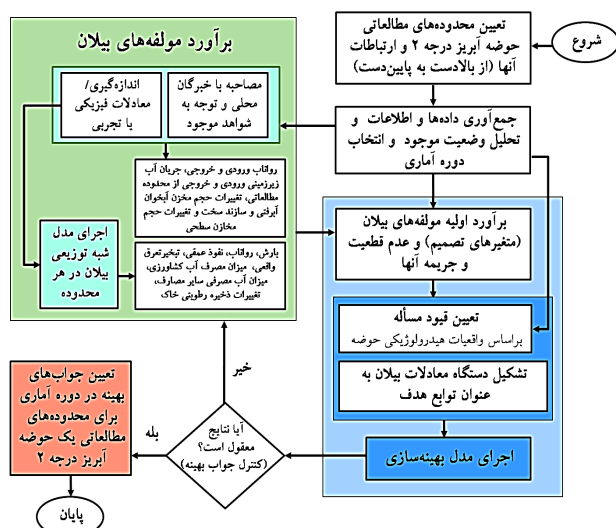 شروع
تعیین محدوده‌های مطالعاتی
حوضه آبریز درجه ۲ و ارتباطات
آنها (از بالادست به پایین‌دست)
جمع‌آوری داده‌ها و اطلاعات و
تحلیل وضعیت موجود و انتخاب
دوره آماری
برآورد مولفه‌های بیلان
مصاحبه با خبرگان
محلی و توجه به
شواهد موجود
اندازه‌گیری/
معادلات فیزیکی
یا تجربی
رواناب ورودی و خروجی، جریان آب
زیرزمینی ورودی و خروجی از محدوده
مطالعاتی، تغییرات حجم مخزن آبخوان
آبرفتی و سازند سخت و تغییرات حجم
مخازن سطحی
اجرای مدل
شبه توزیعی
بیلان در هر
محدوده
بارش، رواناب، نفوذ عمقی، تبخیرتعرق
واقعی، میزان مصرف آب کشاورزی،
میزان آب مصرفی سایر مصارف،
تغییرات ذخیره رطوبتی خاک
برآورد اولیه مولفه‌های بیلان
(متغیرهای تصمیم) و عدم قطعیت
و جریمه آنها
تعیین قیود مسأله
براساس واقعیات هیدرولوژیکی حوضه
تشکیل دستگاه معادلات بیلان به
عنوان توابع هدف
اجرای مدل بهینه‌سازی
آیا نتایج
معقول است؟
(کنترل جواب بهینه)
خیر
بله
تعیین جواب‌های
بهینه در دوره آماری
برای محدوده‌های
مطالعاتی یک حوضه
آبریز درجه ۲
پایان